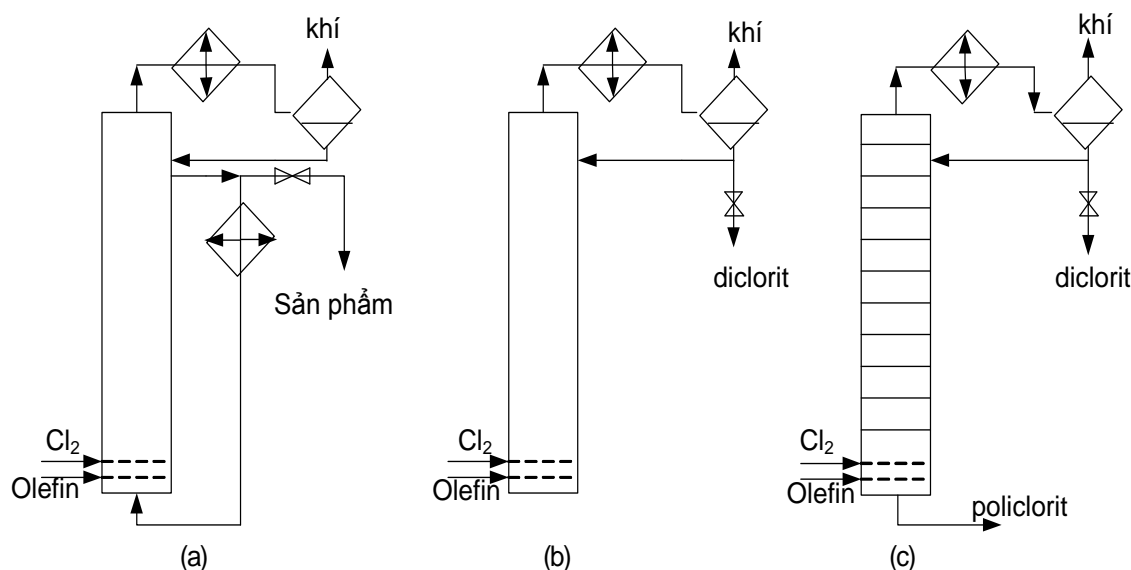 khí
Sản phẩm
Cl₂
Olefin
(a)
khí
diclorit
Cl₂
Olefin
(b)
khí
diclorit
Cl₂
Olefin
policlorit
(c)